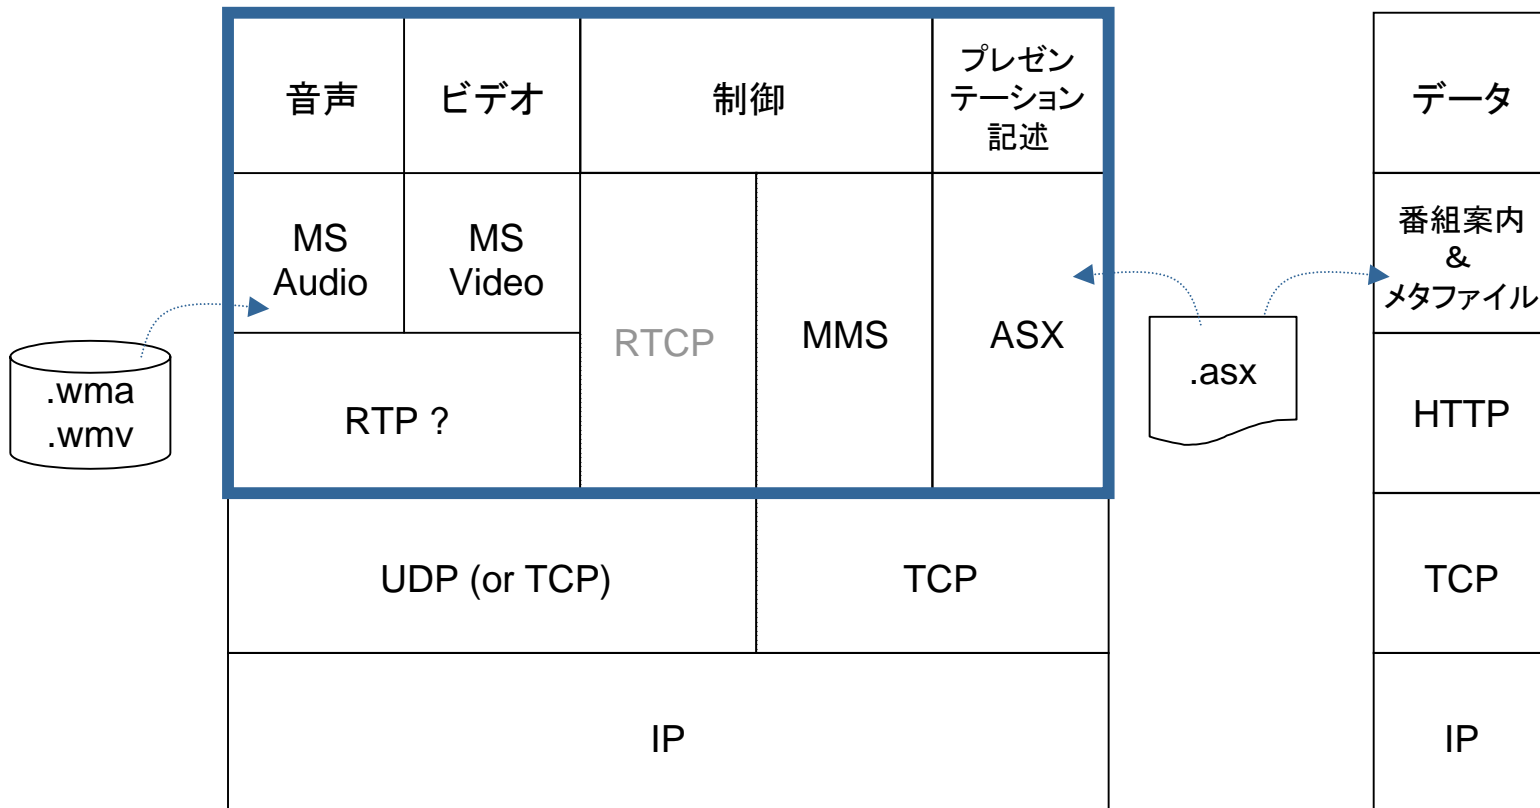 音声
ビデオ
制御
プレゼン
テーション
記述
データ
MS
Audio
MS
Video
RTCP
MMS
ASX
番組案内
&
メタファイル
.wma
.wmv
RTP ?
.asx
HTTP
UDP (or TCP)
TCP
TCP
IP
IP